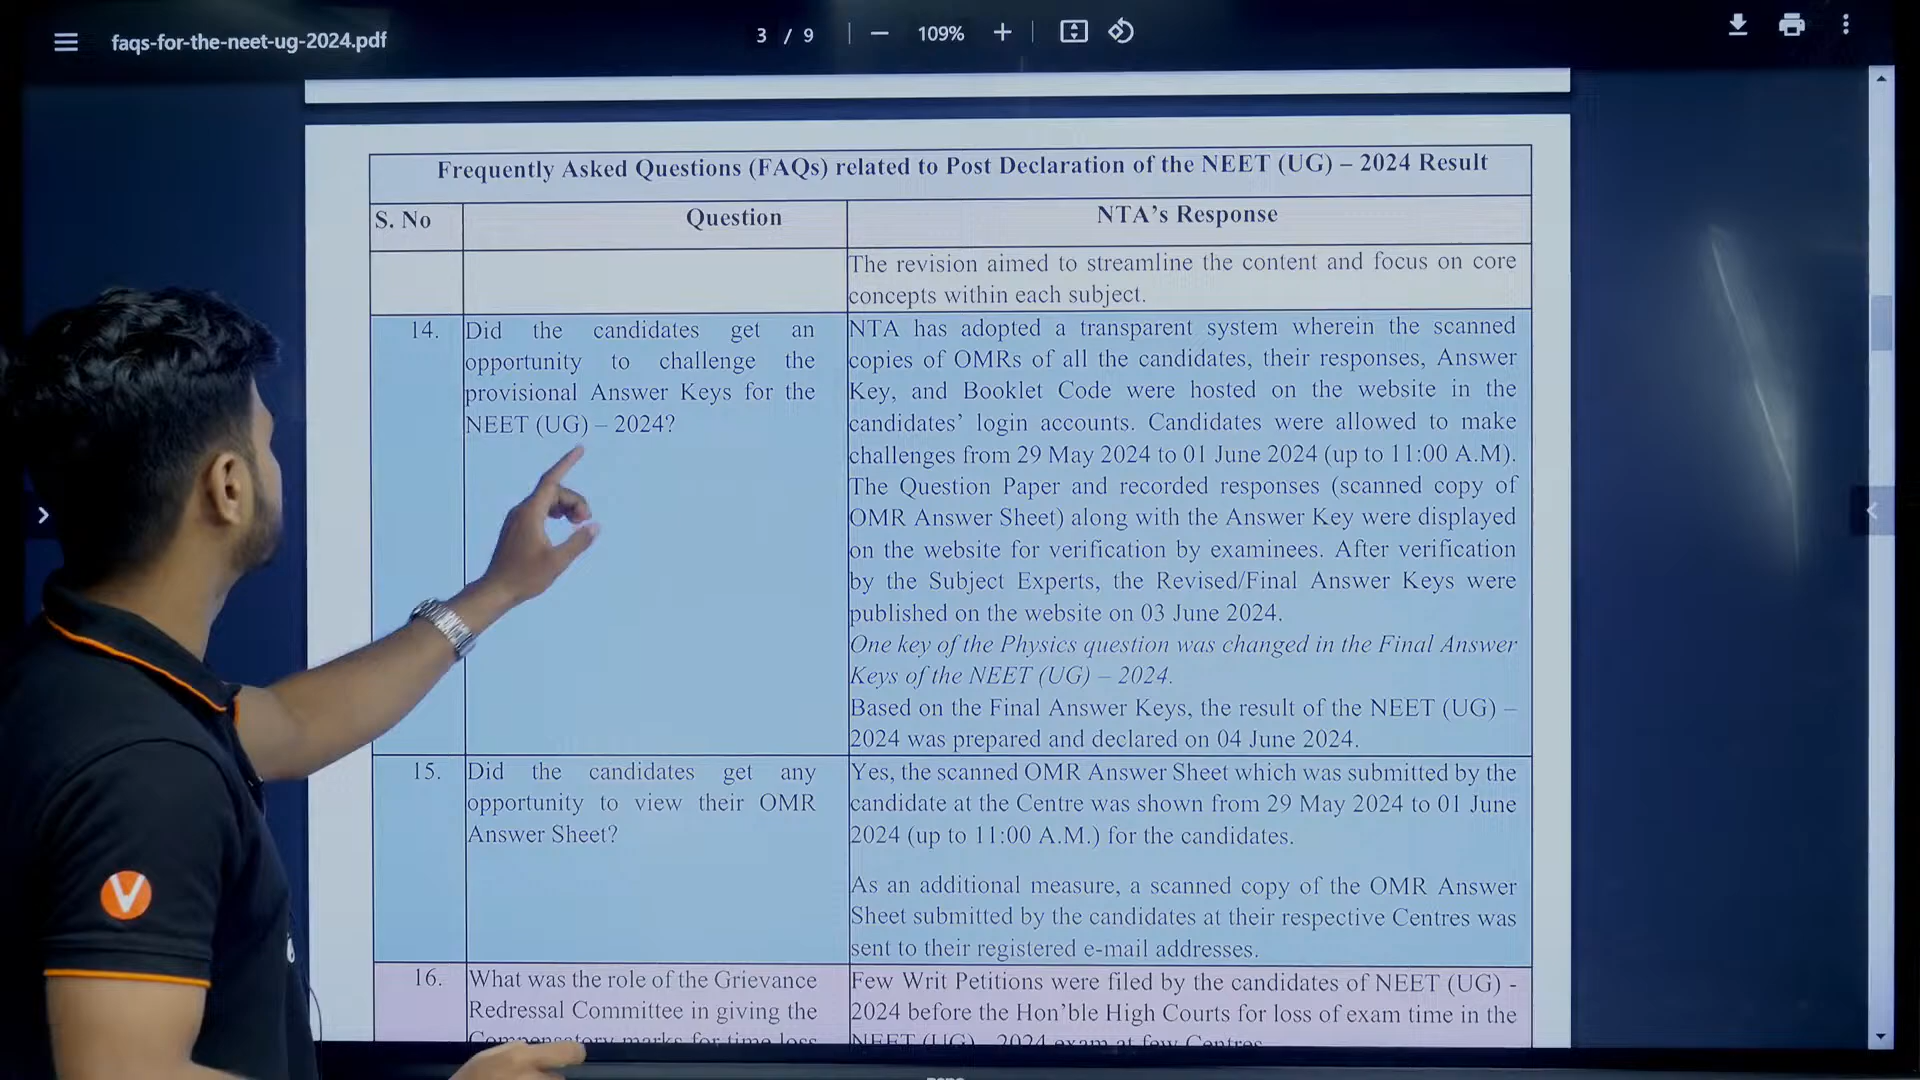 faqs-for-the-neet-ug-2024.pdf
3 / 9
109%
Frequently Asked Questions (FAQs) related to Post Declaration of the NEET (UG) – 2024 Result
S. No
Question
NTA's Response
The revision aimed to streamline the content and focus on core
concepts within each subject.
14.
Did the candidates get an
opportunity to challenge the
provisional Answer Keys for the
NEET (UG) – 2024?
NTA has adopted a transparent system wherein the scanned
copies of OMRs of all the candidates, their responses, Answer
Key, and Booklet Code were hosted on the website in the
candidates' login accounts. Candidates were allowed to make
challenges from 29 May 2024 to 01 June 2024 (up to 11:00 A.M).
The Question Paper and recorded responses (scanned copy of
OMR Answer Sheet) along with the Answer Key were displayed
on the website for verification by examinees. After verification
by the Subject Experts, the Revised/Final Answer Keys were
published on the website on 03 June 2024.
One key of the Physics question was changed in the Final Answer
Keys of the NEET (UG) – 2024.
Based on the Final Answer Keys, the result of the NEET (UG) –
2024 was prepared and declared on 04 June 2024.
15.
Did the candidates get any
opportunity to view their OMR
Answer Sheet?
Yes, the scanned OMR Answer Sheet which was submitted by the
candidate at the Centre was shown from 29 May 2024 to 01 June
2024 (up to 11:00 A.M.) for the candidates.
As an additional measure, a scanned copy of the OMR Answer
Sheet submitted by the candidates at their respective Centres was
sent to their registered e-mail addresses.
16.
What was the role of the Grievance
Redressal Committee in giving the
Compensatory marks for time loss
Few Writ Petitions were filed by the candidates of NEET (UG) -
2024 before the Hon'ble High Courts for loss of exam time in the
NEET (UG) – 2024 exam at few Centres.
V